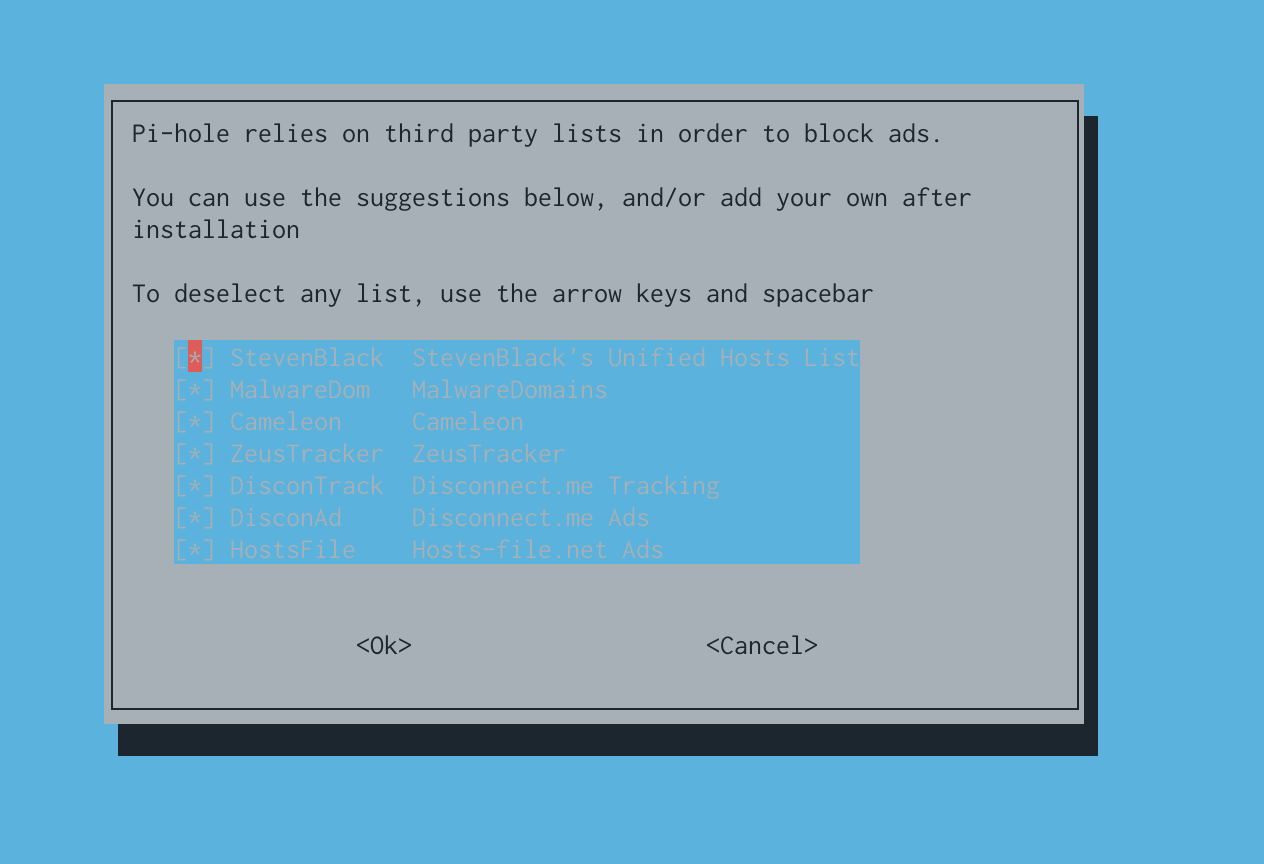 Pi-hole relies on third party lists in order to block ads.
You can use the suggestions below, and/or add your own after
installation
To deselect any list, use the arrow keys and spacebar
[*] StevenBlack  StevenBlack's Unified Hosts List
[*] MalwareDom   MalwareDomains
[*] Cameleon     Cameleon
[*] ZeusTracker  ZeusTracker
[*] DisconTrack  Disconnect.me Tracking
[*] DisconAd     Disconnect.me Ads
[*] HostsFile    Hosts-file.net Ads
<Ok>                     <Cancel>